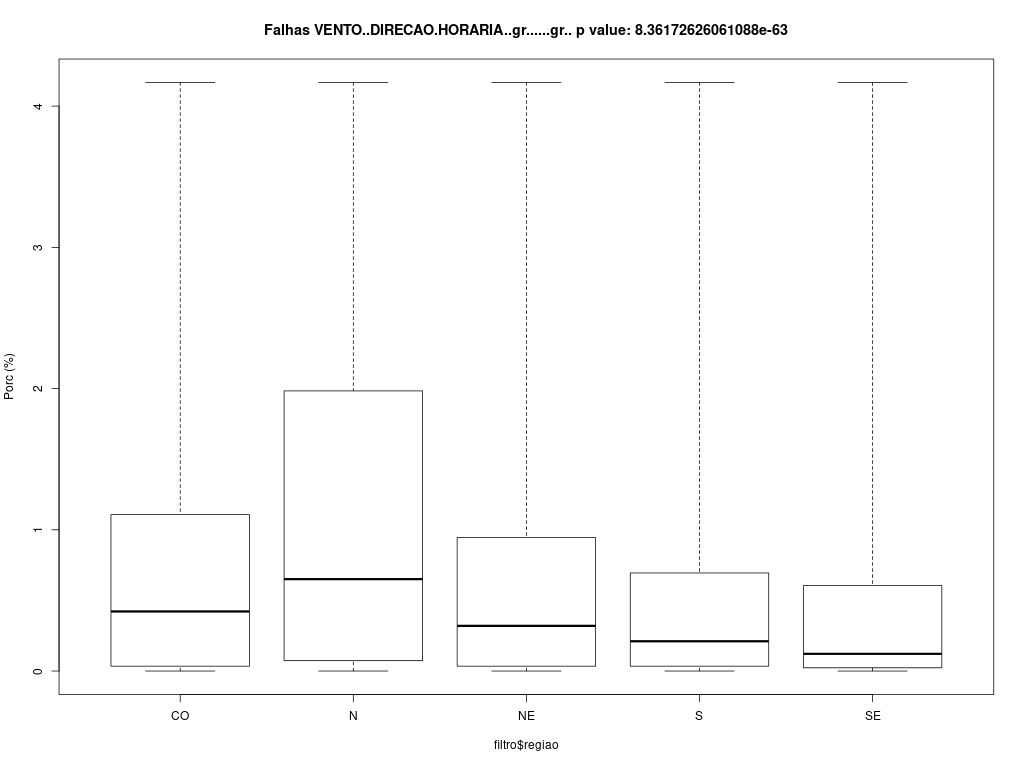 Falhas VENTO..DIRECAO.HORARIA..gr......gr.. p value: 8.36172626061088e-63
Porc (%)
4
3
2
1
0
CO N NE S SE
filtro$regiao